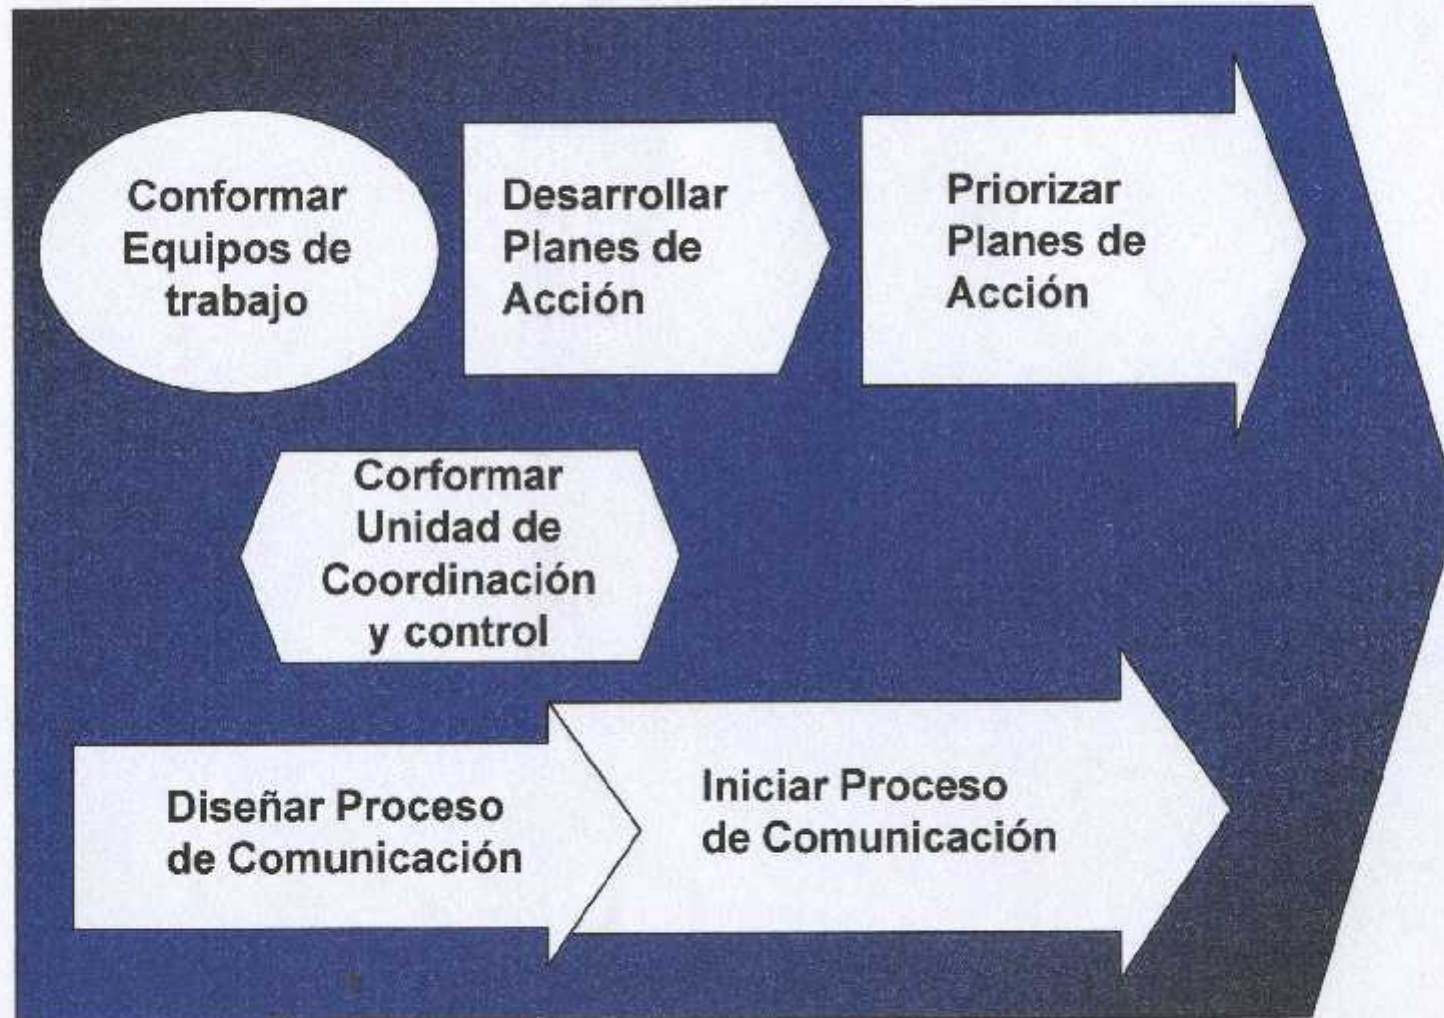 Conformar
Equipos de
trabajo
Desarrollar
Planes de
Acción
Priorizar
Planes de
Acción
Corformar
Unidad de
Coordinación
y control
Diseñar Proceso
de Comunicación
Iniciar Proceso
de Comunicación